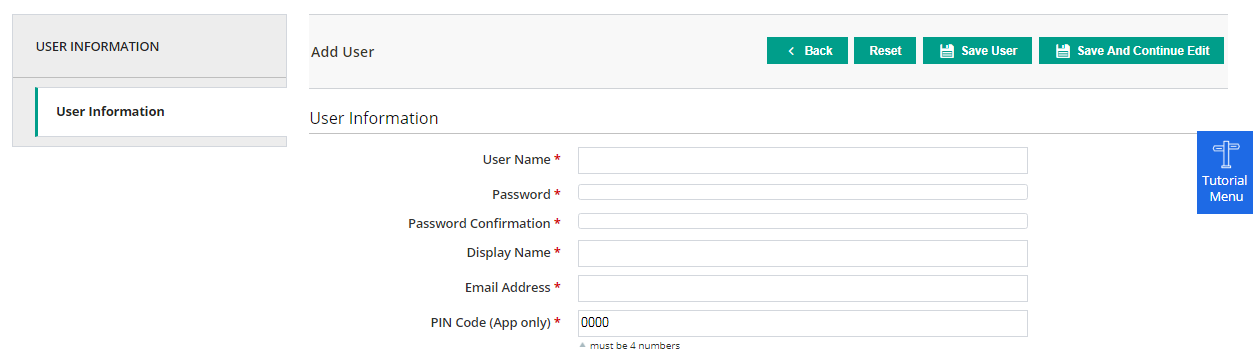 USER INFORMATION
User Information
Add User
Back
Reset
Save User
Save And Continue Edit
User Information
User Name *
Password *
Password Confirmation *
Display Name *
Email Address *
PIN Code (App only) *
0000
must be 4 numbers
Tutorial
Menu